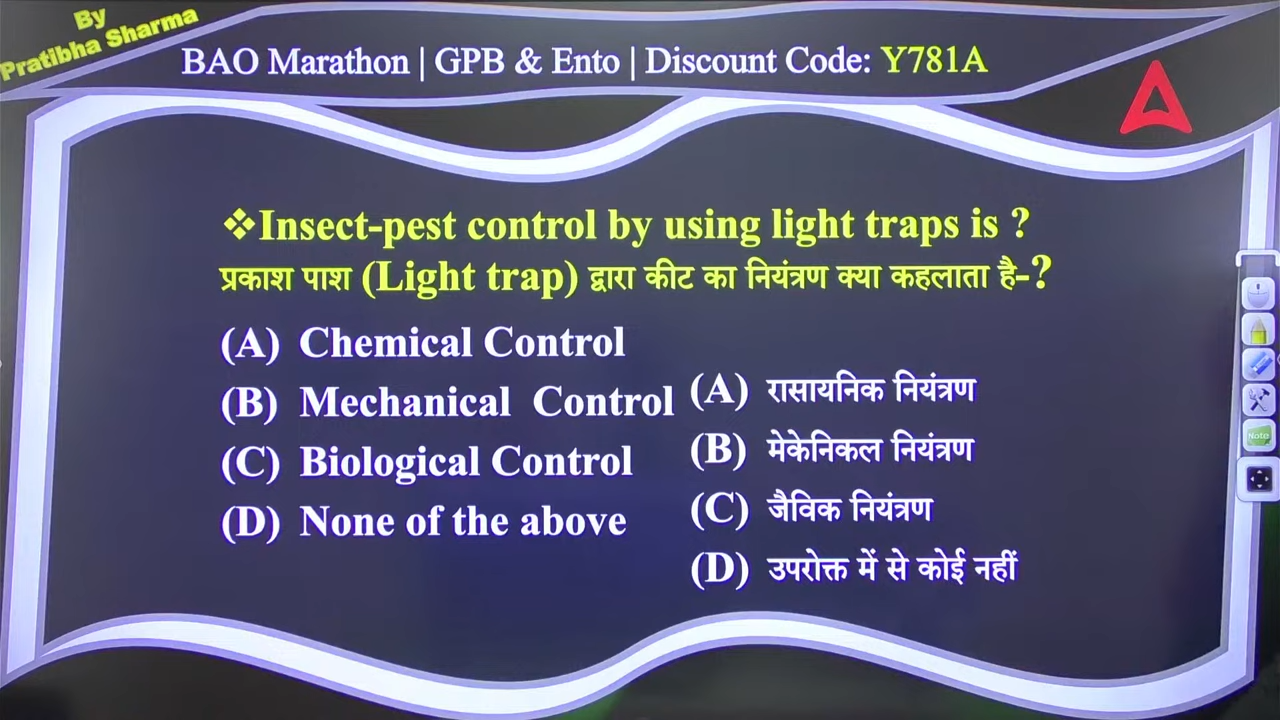 By
Pratibha Sharma
BAO Marathon | GPB & Ento | Discount Code: Y781A
❖Insect-pest control by using light traps is ?
प्रकाश पाश (Light trap) द्वारा कीट का नियंत्रण क्या कहलाता है-?
(A) Chemical Control
(B) Mechanical Control
(C) Biological Control
(D) None of the above
(A) रासायनिक नियंत्रण
(B) मेकेनिकल नियंत्रण
(C) जैविक नियंत्रण
(D) उपरोक्त में से कोई नहीं
Note